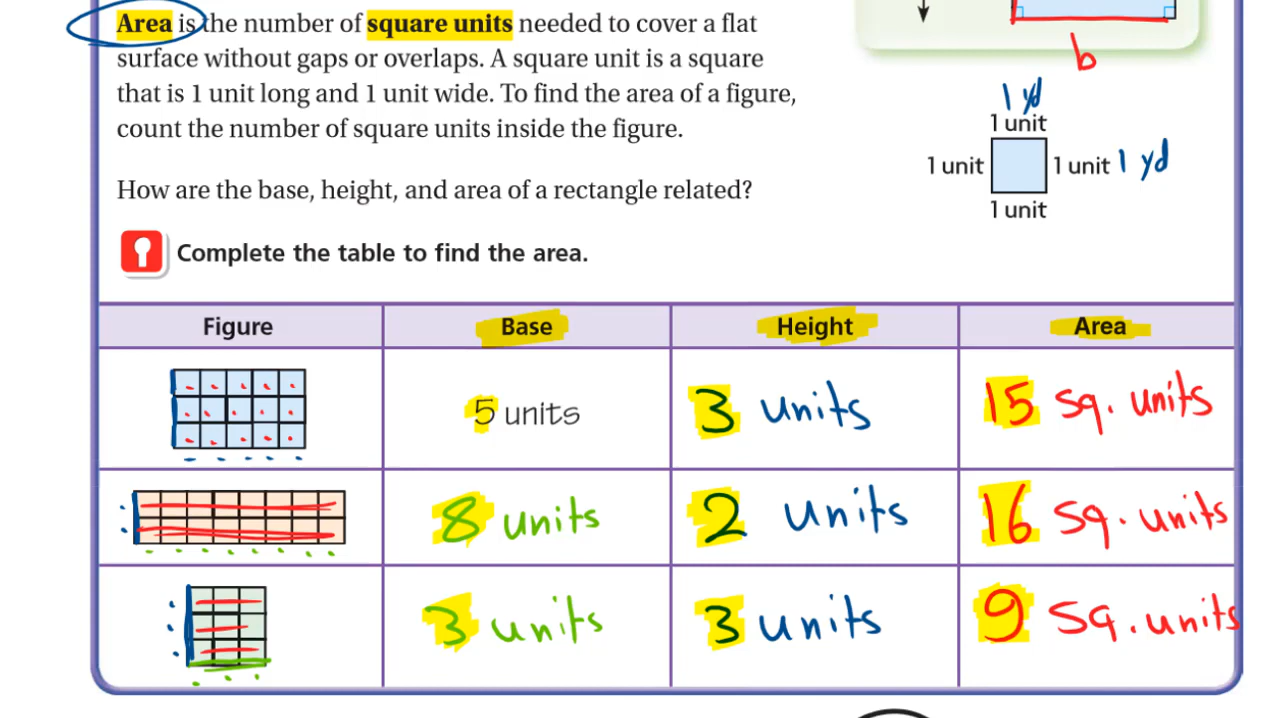 Area is the number of square units needed to cover a flat
surface without gaps or overlaps. A square unit is a square
that is 1 unit long and 1 unit wide. To find the area of a figure,
count the number of square units inside the figure.
b
1 yd
1 unit
1 unit 1 unit 1 yd
1 unit
How are the base, height, and area of a rectangle related?
Complete the table to find the area.
Figure Base Height Area
5 units 3 units 15 sq. units
8 units 2 units 16 sq. units
3 units 3 units 9 sq. units